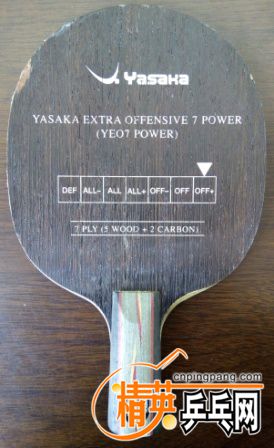 Yasaka
YASAKA EXTRA OFFENSIVE 7 POWER
(YEO7 POWER)
DEF ALL- ALL ALL+ OFF- OFF OFF+
7 PLY (5 WOOD + 2 CARBON)
cnpingpang.com
精英乒乓网